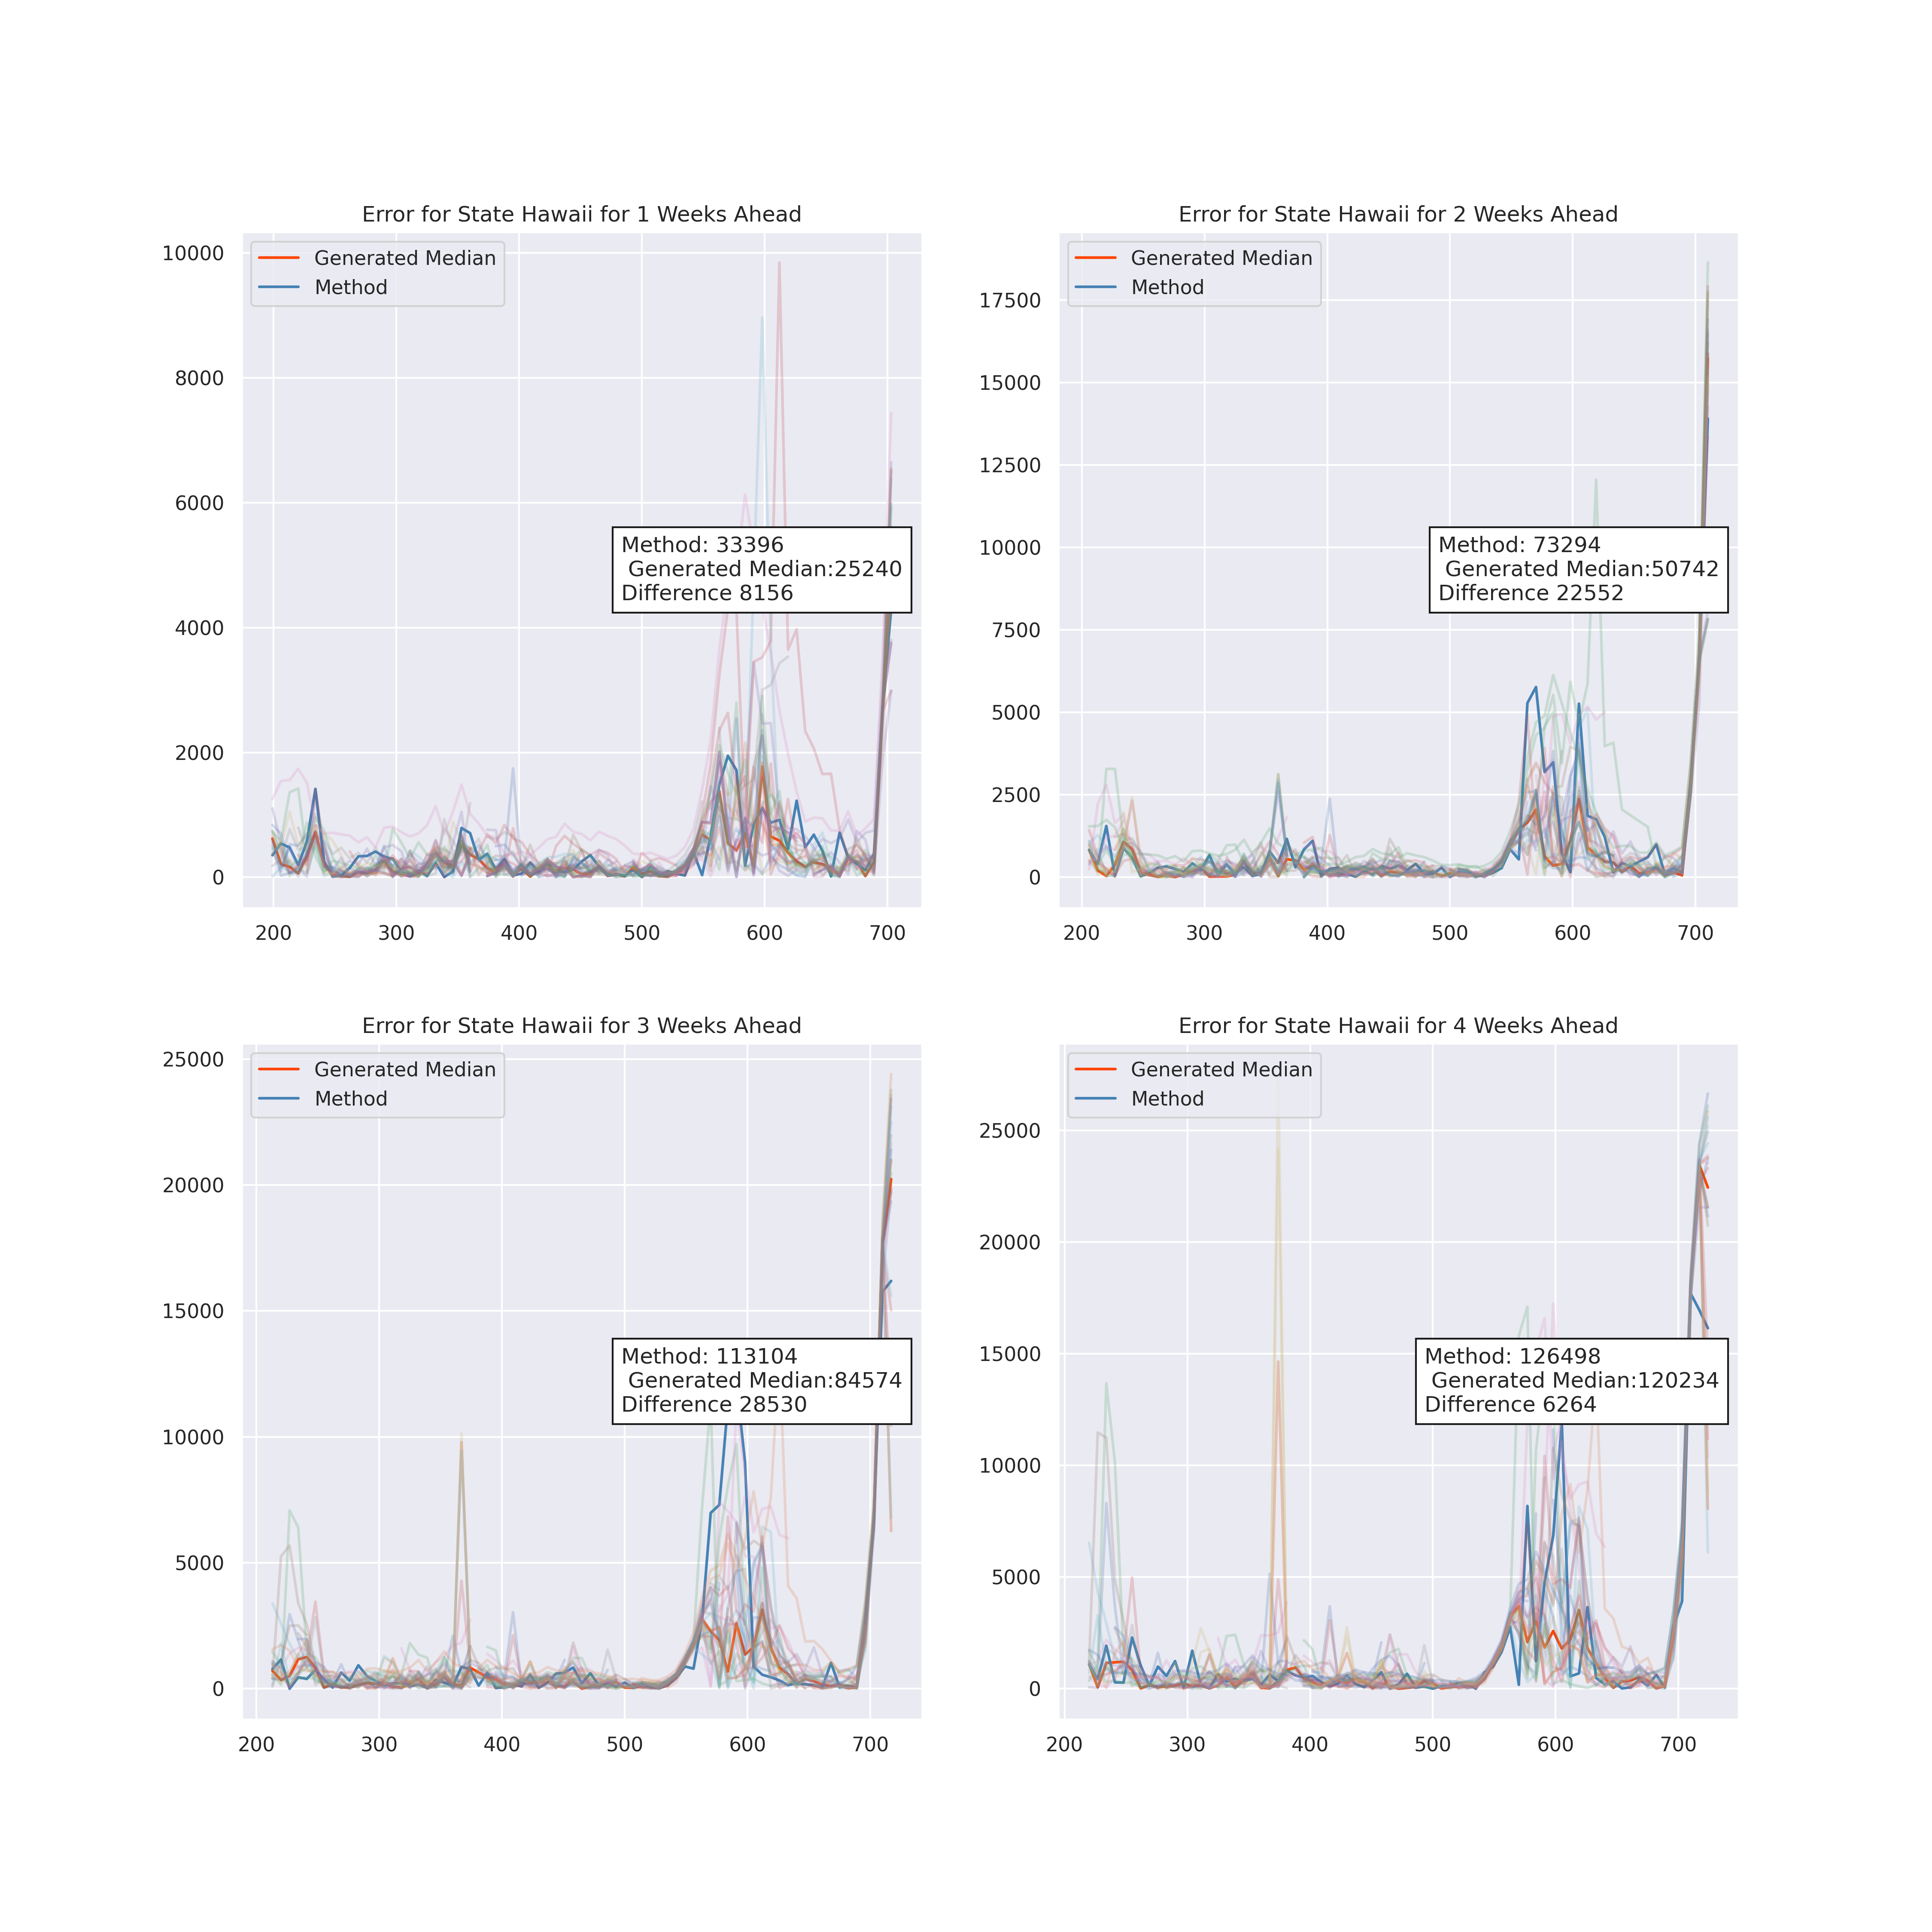 Error for State Hawaii for 1 Weeks Ahead
Generated Median
Method
10000
8000
6000
4000
2000
0
Method: 33396
Generated Median:25240
Difference 8156
200 300 400 500 600 700
Error for State Hawaii for 2 Weeks Ahead
Generated Median
Method
17500
15000
12500
10000
7500
5000
2500
0
Method: 73294
Generated Median:50742
Difference 22552
200 300 400 500 600 700
Error for State Hawaii for 3 Weeks Ahead
Generated Median
Method
25000
20000
15000
10000
5000
0
Method: 113104
Generated Median:84574
Difference 28530
200 300 400 500 600 700
Error for State Hawaii for 4 Weeks Ahead
Generated Median
Method
25000
20000
15000
10000
5000
0
Method: 126498
Generated Median:120234
Difference 6264
200 300 400 500 600 700